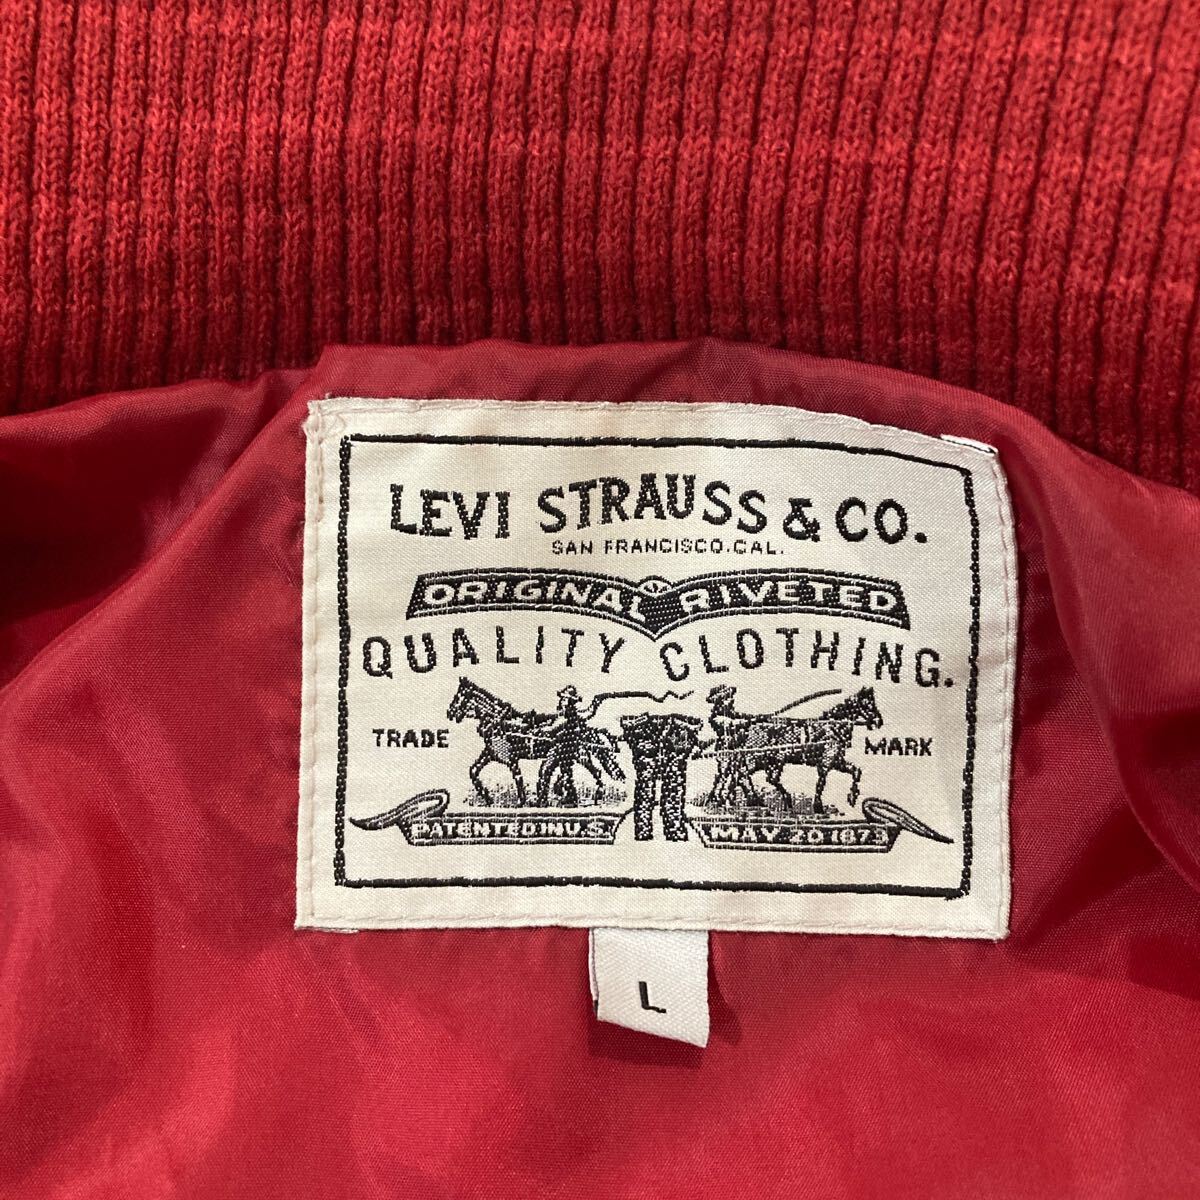 LEVI STRAUSS & CO.
SAN FRANCISCO. CAL.
ORIGINAL RIVETED
QUALITY CLOTHING.
TRADE MARK
PATENTED IN U.S. MAY 20 1873
L